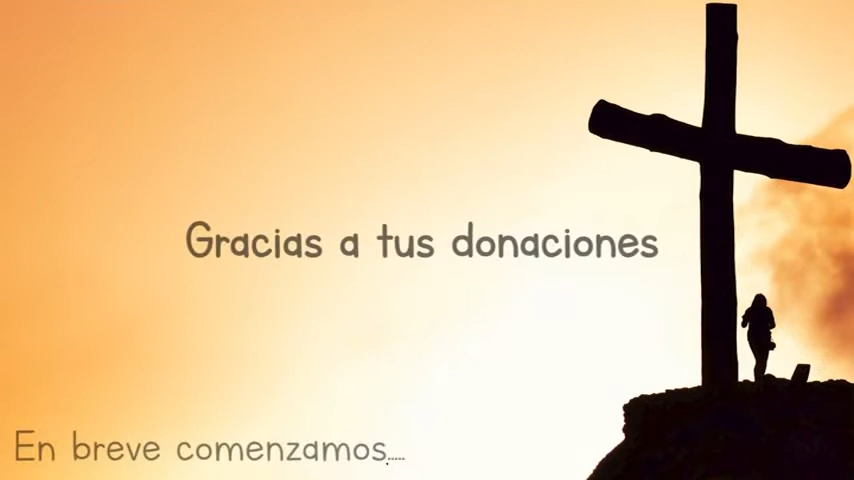 Gracias a tus donaciones
En breve comenzamos.....